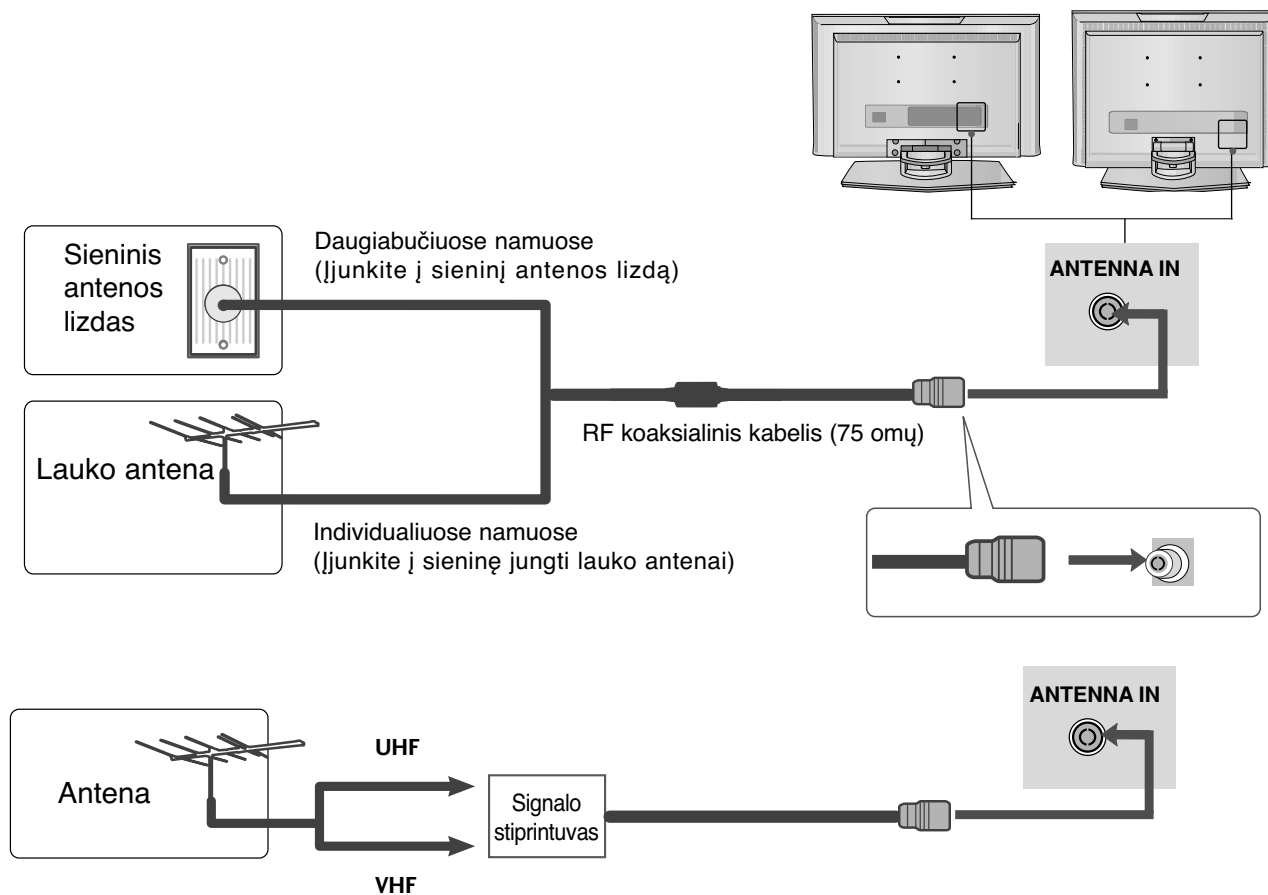 Sieninis
antenos
lizdas
Daugiabučiuose namuose
(Įjunkite į sieninį antenos lizdą)
ANTENNA IN
RF koaksialinis kabelis (75 omų)
Lauko antena
Individualiuose namuose
(Įjunkite į sieninę jungti lauko antenai)
ANTENNA IN
Antena
UHF
VHF
Signalo
stiprintuvas